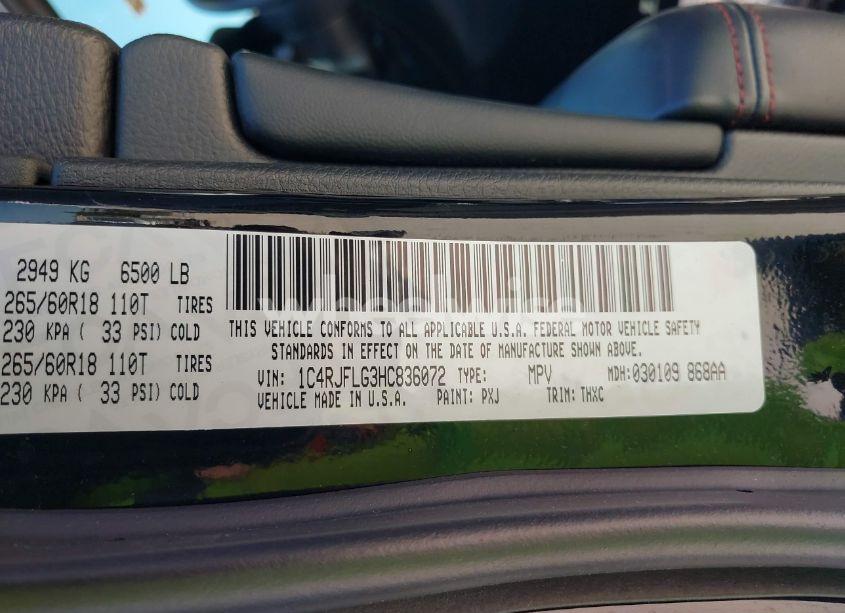 2949 KG 6500 LB
265/60R18 110T TIRES
230 KPA ( 33 PSI) COLD
265/60R18 110T TIRES
230 KPA ( 33 PSI) COLD
THIS VEHICLE CONFORMS TO ALL APPLICABLE U.S.A. FEDERAL MOTOR VEHICLE SAFETY
STANDARDS IN EFFECT ON THE DATE OF MANUFACTURE SHOWN ABOVE.
VIN: 1C4RJFLG3HC836072 TYPE: MPV MDH:030109 868AA
VEHICLE MADE IN U.S.A. PAINT: PXJ TRIM: THXC